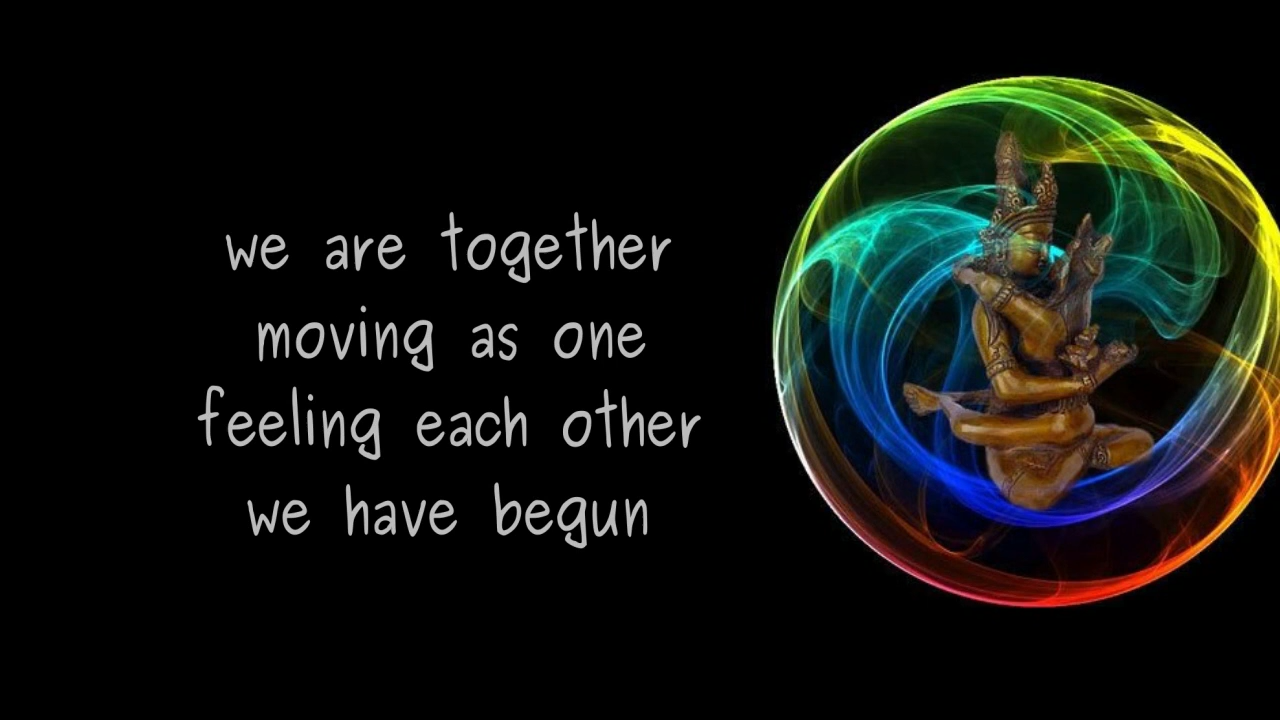 we are together
moving as one
feeling each other
we have begun